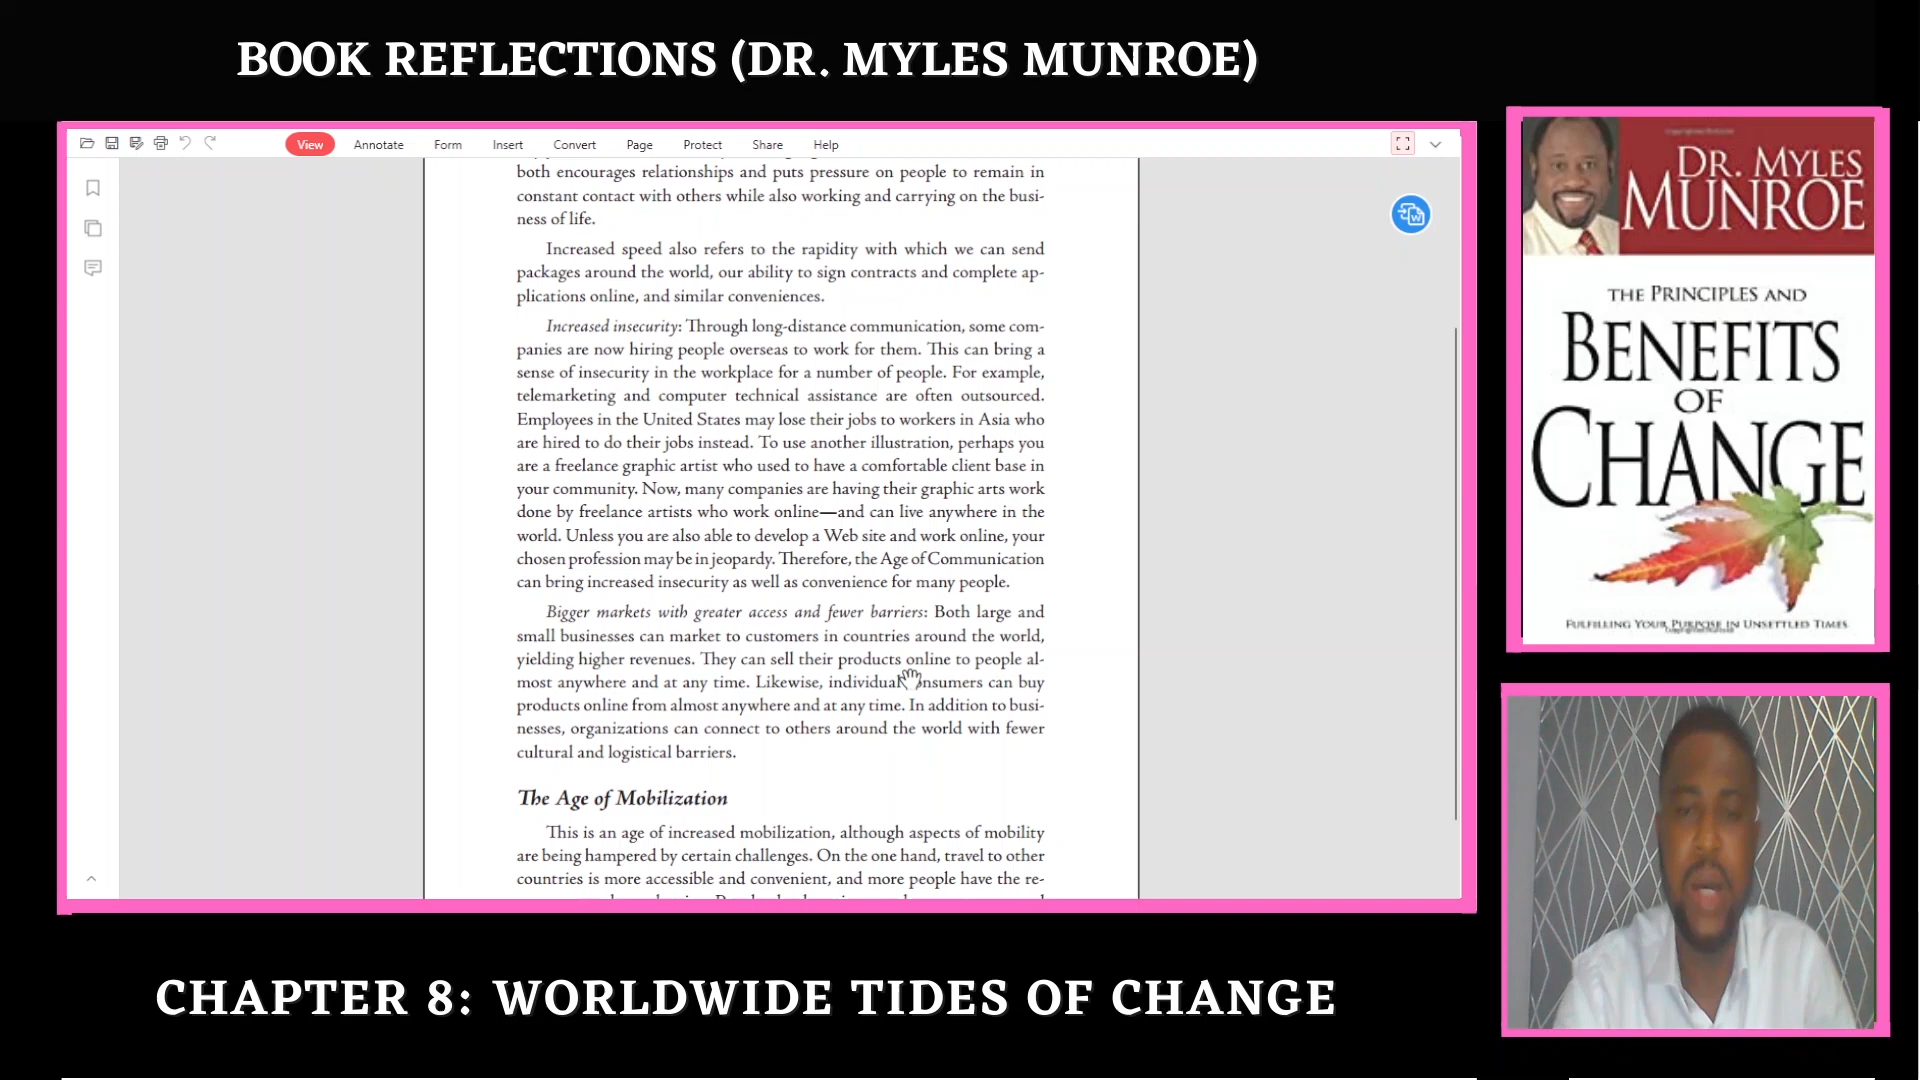 BOOK REFLECTIONS (DR. MYLES MUNROE)
View Annotate Form Insert Convert Page Protect Share Help
both encourages relationships and puts pressure on people to remain in
constant contact with others while also working and carrying on the busi-
ness of life.
Increased speed also refers to the rapidity with which we can send
packages around the world, our ability to sign contracts and complete ap-
plications online, and similar conveniences.
Increased insecurity: Through long-distance communication, some com-
panies are now hiring people overseas to work for them. This can bring a
sense of insecurity in the workplace for a number of people. For example,
telemarketing and computer technical assistance are often outsourced.
Employees in the United States may lose their jobs to workers in Asia who
are hired to do their jobs instead. To use another illustration, perhaps you
are a freelance graphic artist who used to have a comfortable client base in
your community. Now, many companies are having their graphic arts work
done by freelance artists who work online—and can live anywhere in the
world. Unless you are also able to develop a Web site and work online, your
chosen profession may be in jeopardy. Therefore, the Age of Communication
can bring increased insecurity as well as convenience for many people.
Bigger markets with greater access and fewer barriers: Both large and
small businesses can market to customers in countries around the world,
yielding higher revenues. They can sell their products online to people al-
most anywhere and at any time. Likewise, individual consumers can buy
products online from almost anywhere and at any time. In addition to busi-
nesses, organizations can connect to others around the world with fewer
cultural and logistical barriers.
The Age of Mobilization
This is an age of increased mobilization, although aspects of mobility
are being hampered by certain challenges. On the one hand, travel to other
countries is more accessible and convenient, and more people have the re-
W
DR. MYLES
MUNROE
THE PRINCIPLES AND
BENEFITS
OF
CHANGE
FULFILLING YOUR PURPOSE IN UNSETTLED TIMES
CHAPTER 8: WORLDWIDE TIDES OF CHANGE